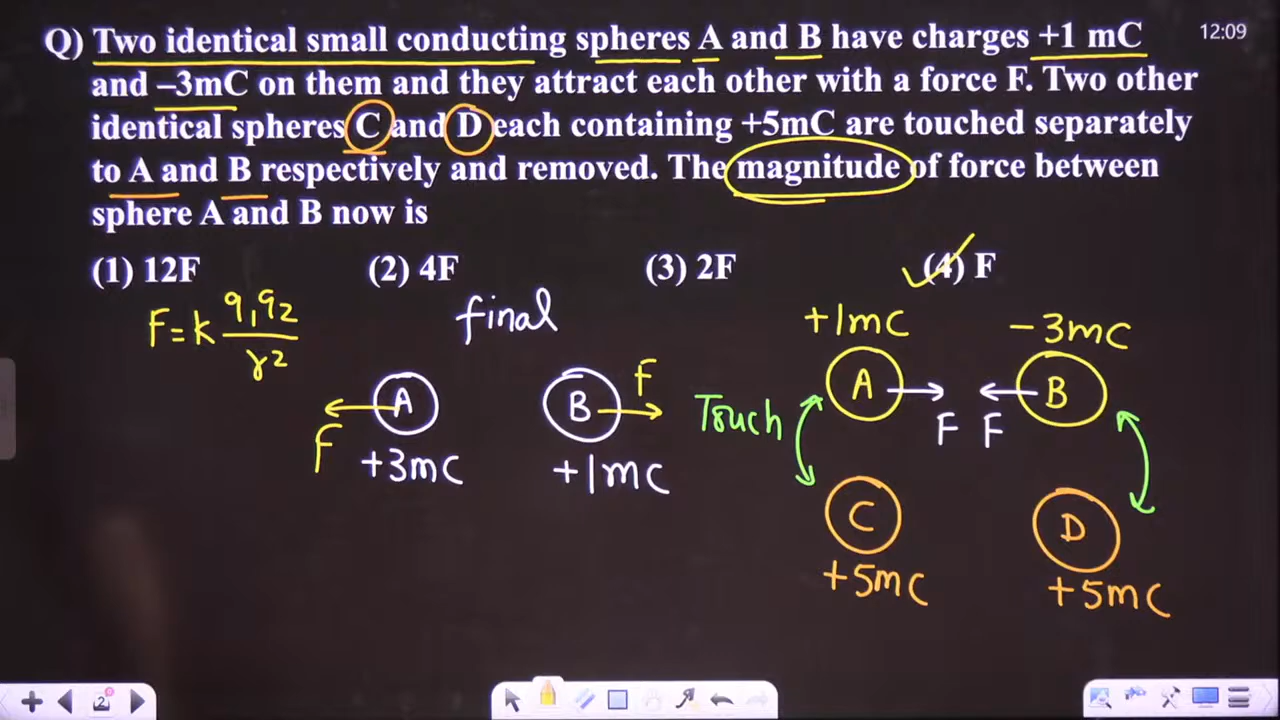 12:09
Q) Two identical small conducting spheres A and B have charges +1 mC
and –3mC on them and they attract each other with a force F. Two other
identical spheres C and D each containing +5mC are touched separately
to A and B respectively and removed. The magnitude of force between
sphere A and B now is
(1) 12F (2) 4F (3) 2F (4) F
F = k q1q2 / r2
final
A B
F F
+3mC +1mC
+1mC -3mC
A B
F F
Touch
C D
+5mC +5mC
2